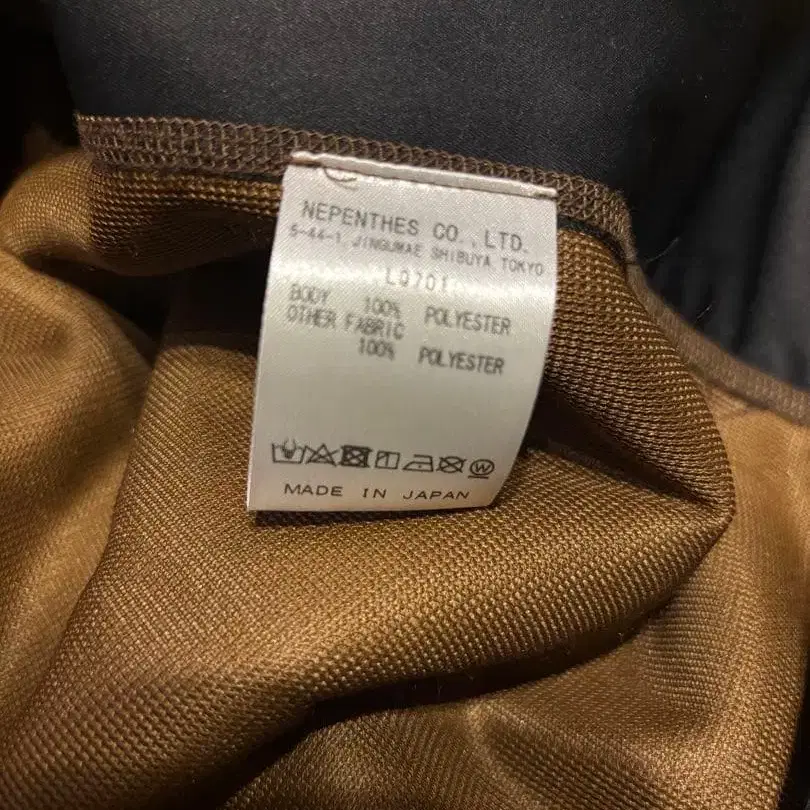 NEPENTHES CO.,LTD.
5-44-1, JINGUMAE SHIBUYA TOKYO
LQ701
BODY 100% POLYESTER
OTHER FABRIC
100% POLYESTER
MADE IN JAPAN